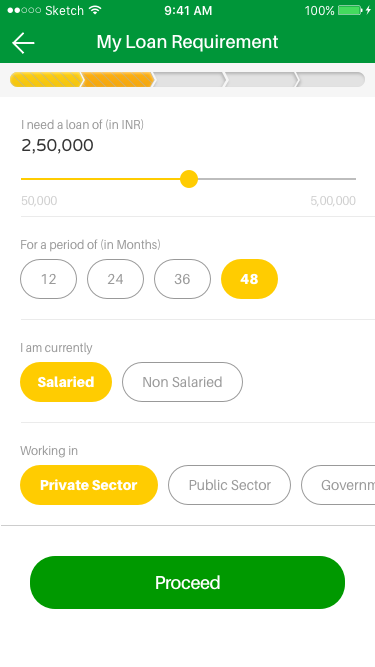 Sketch 9:41 AM 100%
My Loan Requirement
I need a loan of (in INR)
2,50,000
50,000 5,00,000
For a period of (in Months)
12 24 36 48
I am currently
Salaried Non Salaried
Working in
Private Sector Public Sector Governm
Proceed